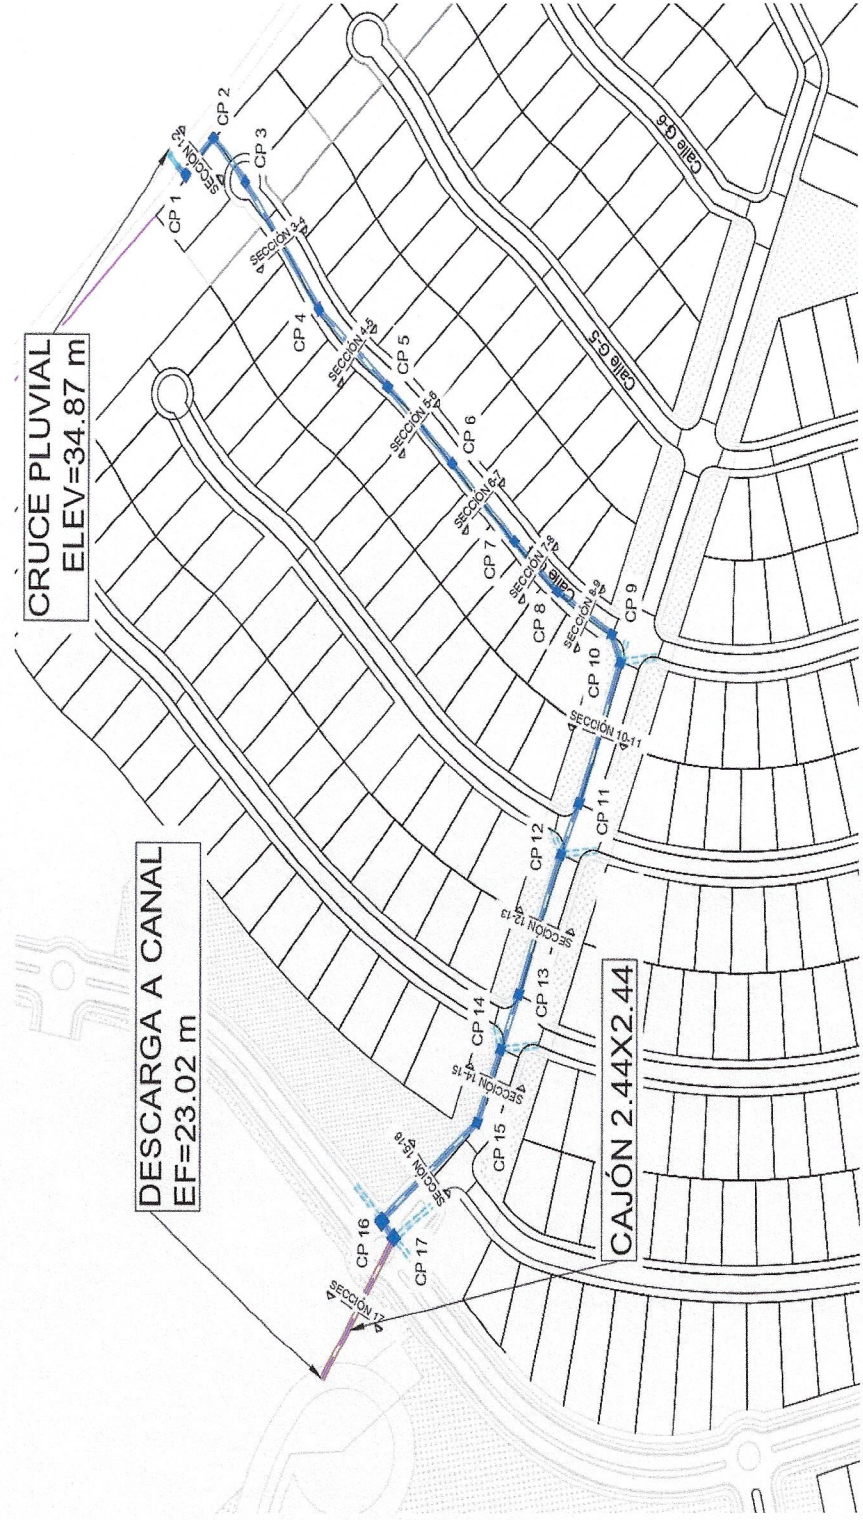 CRUCE PLUVIAL
ELEV=34.87 m
DESCARGA A CANAL
EF=23.02 m
CAJÓN 2.44X2.44
CP 1
SECCIÓN 1-2
CP 2
CP 3
SECCIÓN 3-4
CP 4
SECCIÓN 4-5
CP 5
SECCIÓN 5-6
CP 6
SECCIÓN 6-7
CP 7
SECCIÓN 7-8
Calle
CP 8
SECCIÓN 8-9
CP 9
CP 10
SECCIÓN 10-11
CP 11
CP 12
SECCIÓN 12-13
CP 13
CP 14
SECCIÓN 14-15
CP 15
SECCIÓN 15-16
CP 16
CP 17
SECCIÓN 17
Calle G-5
Calle G-6